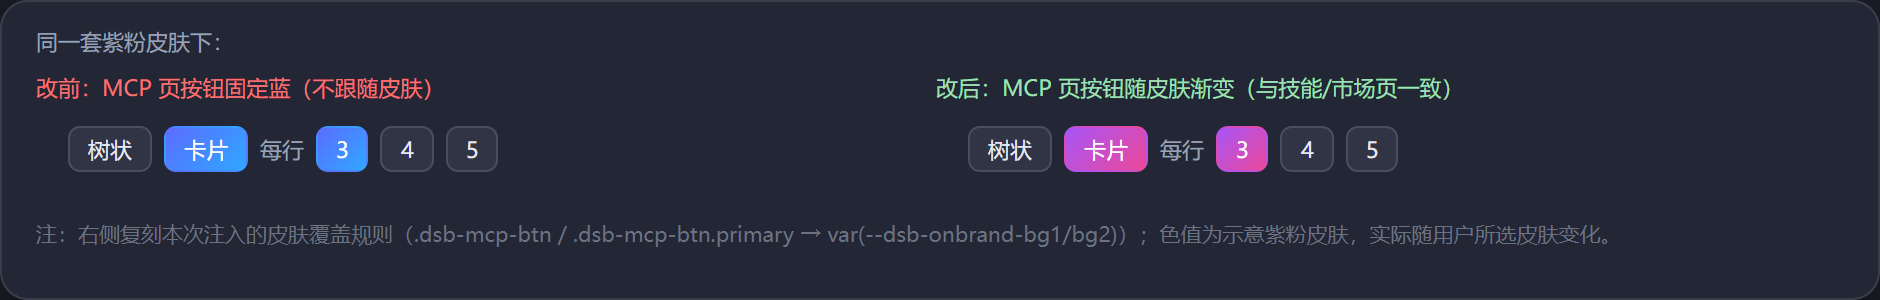 同一套紫粉皮肤下：
改前：MCP 页按钮固定蓝（不跟随皮肤）
树状 卡片 每行 3 4 5
改后：MCP 页按钮随皮肤渐变（与技能/市场页一致）
树状 卡片 每行 3 4 5
注：右侧复刻本次注入的皮肤覆盖规则（.dsb-mcp-btn / .dsb-mcp-btn.primary → var(--dsb-onbrand-bg1/bg2)）；色值为示意紫粉皮肤，实际随用户所选皮肤变化。